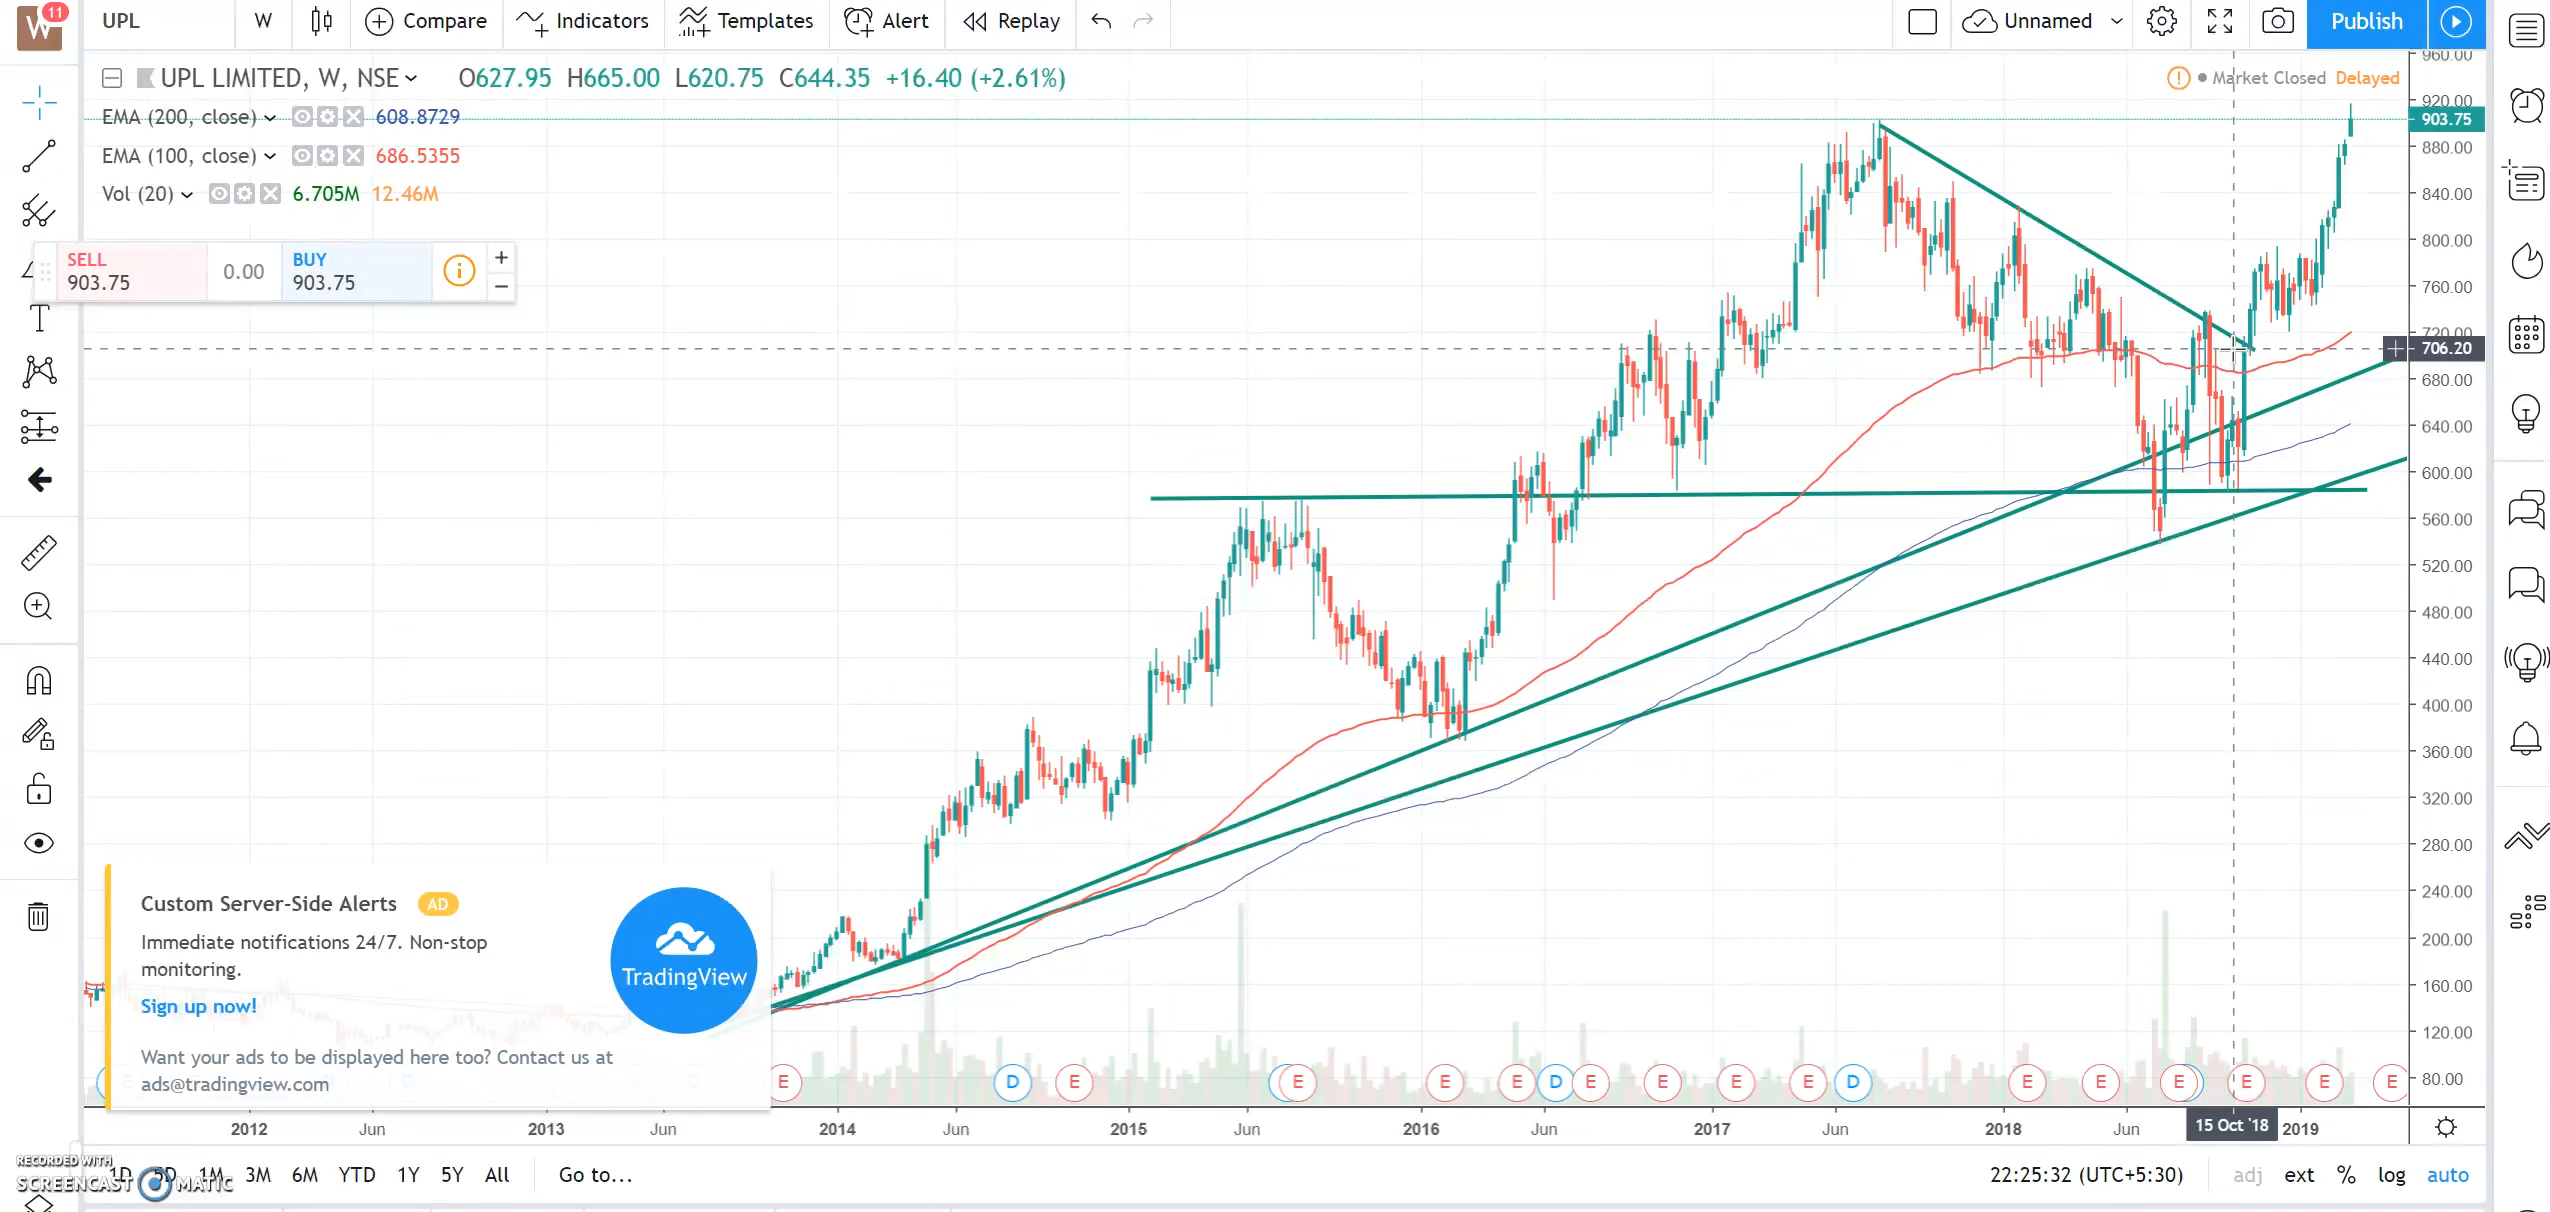 11
W
UPL
W
Compare
Indicators
Templates
Alert
Replay
Unnamed
Publish
UPL LIMITED, W, NSE
O627.95 H665.00 L620.75 C644.35 +16.40 (+2.61%)
Market Closed Delayed
EMA (200, close) 608.8729
EMA (100, close) 686.5355
Vol (20) 6.705M 12.46M
SELL
903.75
0.00
BUY
903.75
T
960.00
920.00
903.75
880.00
840.00
800.00
760.00
720.00
706.20
680.00
640.00
600.00
560.00
520.00
480.00
440.00
400.00
360.00
320.00
280.00
240.00
200.00
160.00
120.00
80.00
Custom Server-Side Alerts AD
Immediate notifications 24/7. Non-stop
monitoring.
Sign up now!
TradingView
Want your ads to be displayed here too? Contact us at
ads@tradingview.com
E D E E E E D E E E E D E E E E E E
2012 Jun 2013 Jun 2014 Jun 2015 Jun 2016 Jun 2017 Jun 2018 Jun 15 Oct '18 2019
1D 5D 1M 3M 6M YTD 1Y 5Y All Go to...
22:25:32 (UTC+5:30) adj ext % log auto
RECORDED WITH
SCREENCAST MATIC